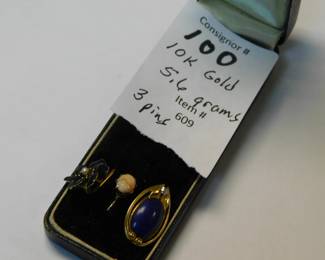 Consignor #
100
10K Gold
5.6 grams
Item #
3 pins
609